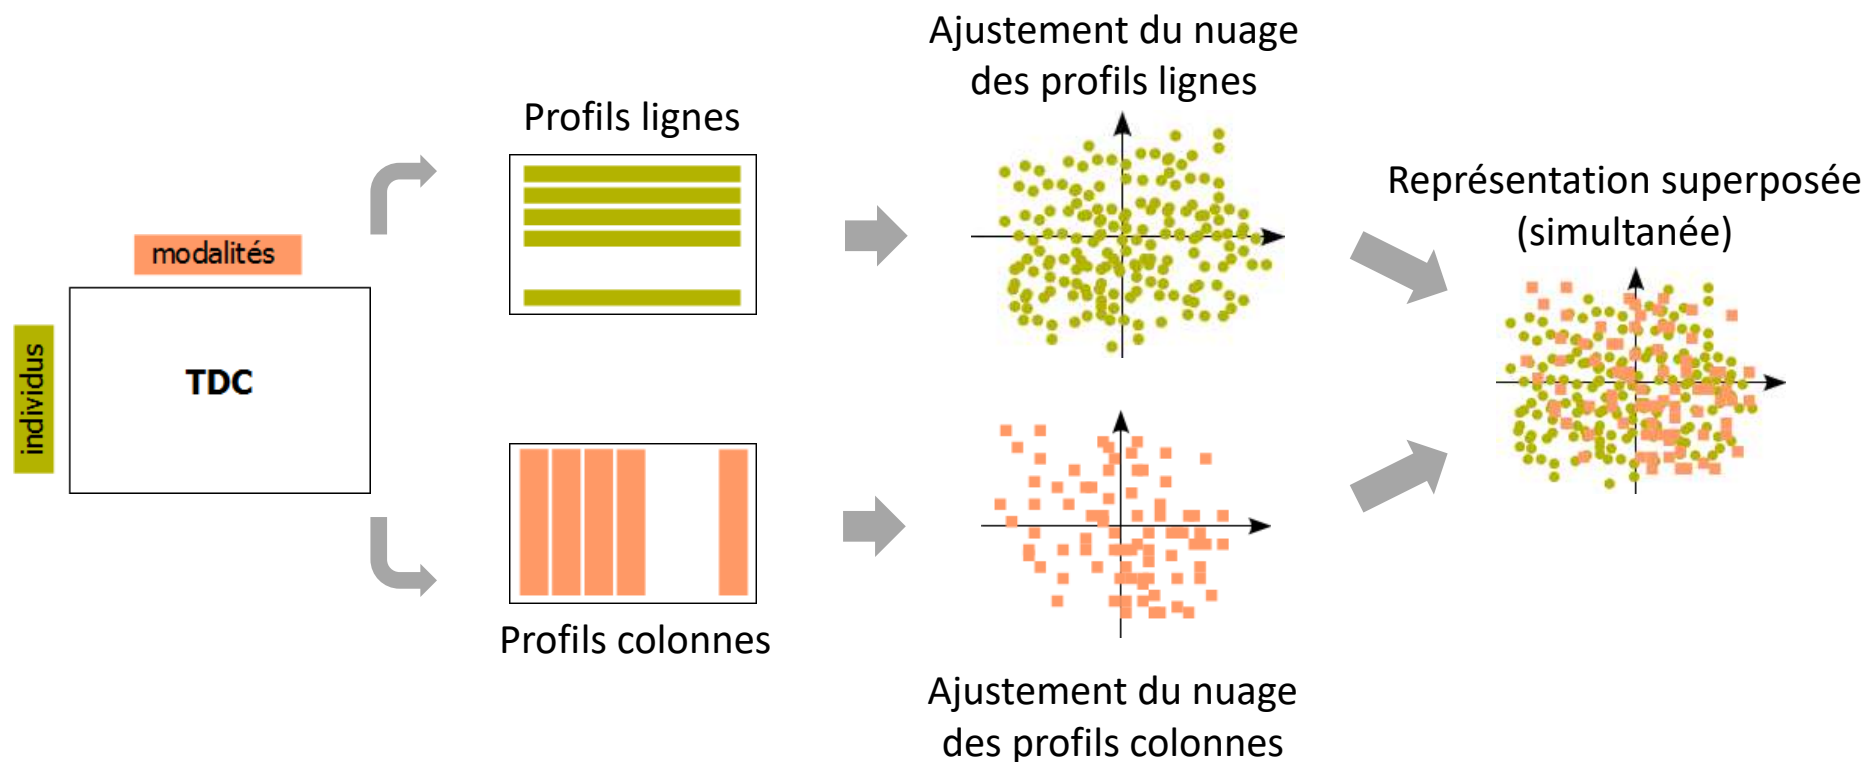 Ajustement du nuage
des profils lignes
Profils lignes
Représentation superposée
(simultanée)
modalités
individus
TDC
Profils colonnes
Ajustement du nuage
des profils colonnes